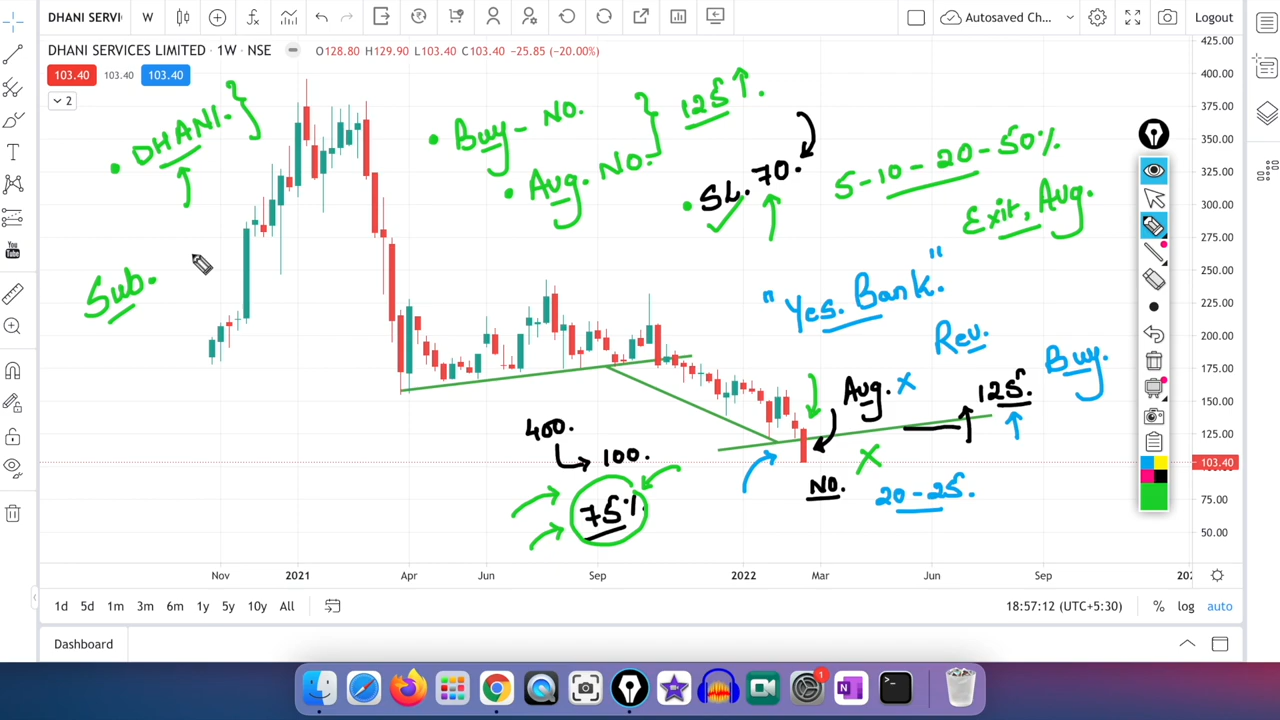 DHANI SERVI
W
Autosaved Ch...
Logout
DHANI SERVICES LIMITED · 1W · NSE
O128.80 H129.90 L103.40 C103.40 −25.85 (−20.00%)
103.40
103.40
103.40
2
DHANI.
Buy - NO.
Aug. NO.
125
SL. 70.
5-10-20-50%
Exit, Aug.
Sub.
"Yes. Bank."
Rev.
Buy.
Aug. x
125
400.
100.
75%
NO.
X
20-25.
425.00
400.00
375.00
350.00
325.00
300.00
275.00
250.00
225.00
200.00
175.00
150.00
125.00
103.40
75.00
50.00
Nov
2021
Apr
Jun
Sep
2022
Mar
Jun
Sep
202
1d 5d 1m 3m 6m 1y 5y 10y All
18:57:12 (UTC+5:30)
% log auto
Dashboard
You
Tube
1